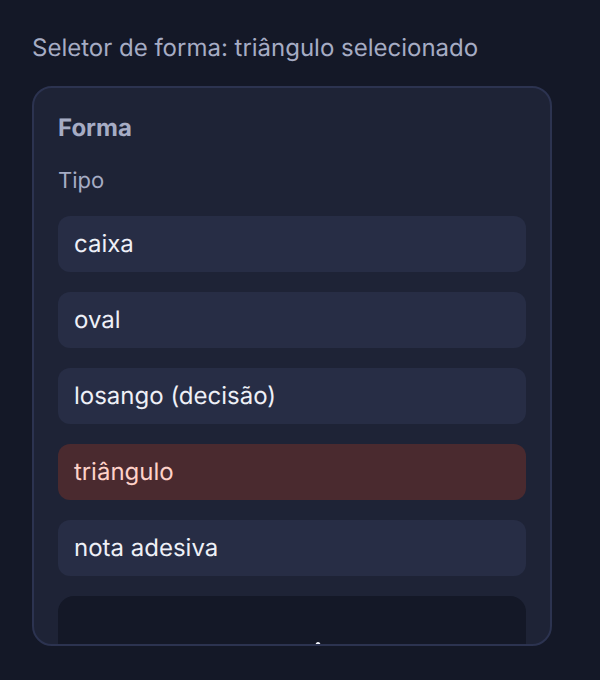 Seletor de forma: triângulo selecionado
Forma
Tipo
caixa
oval
losango (decisão)
triângulo
nota adesiva